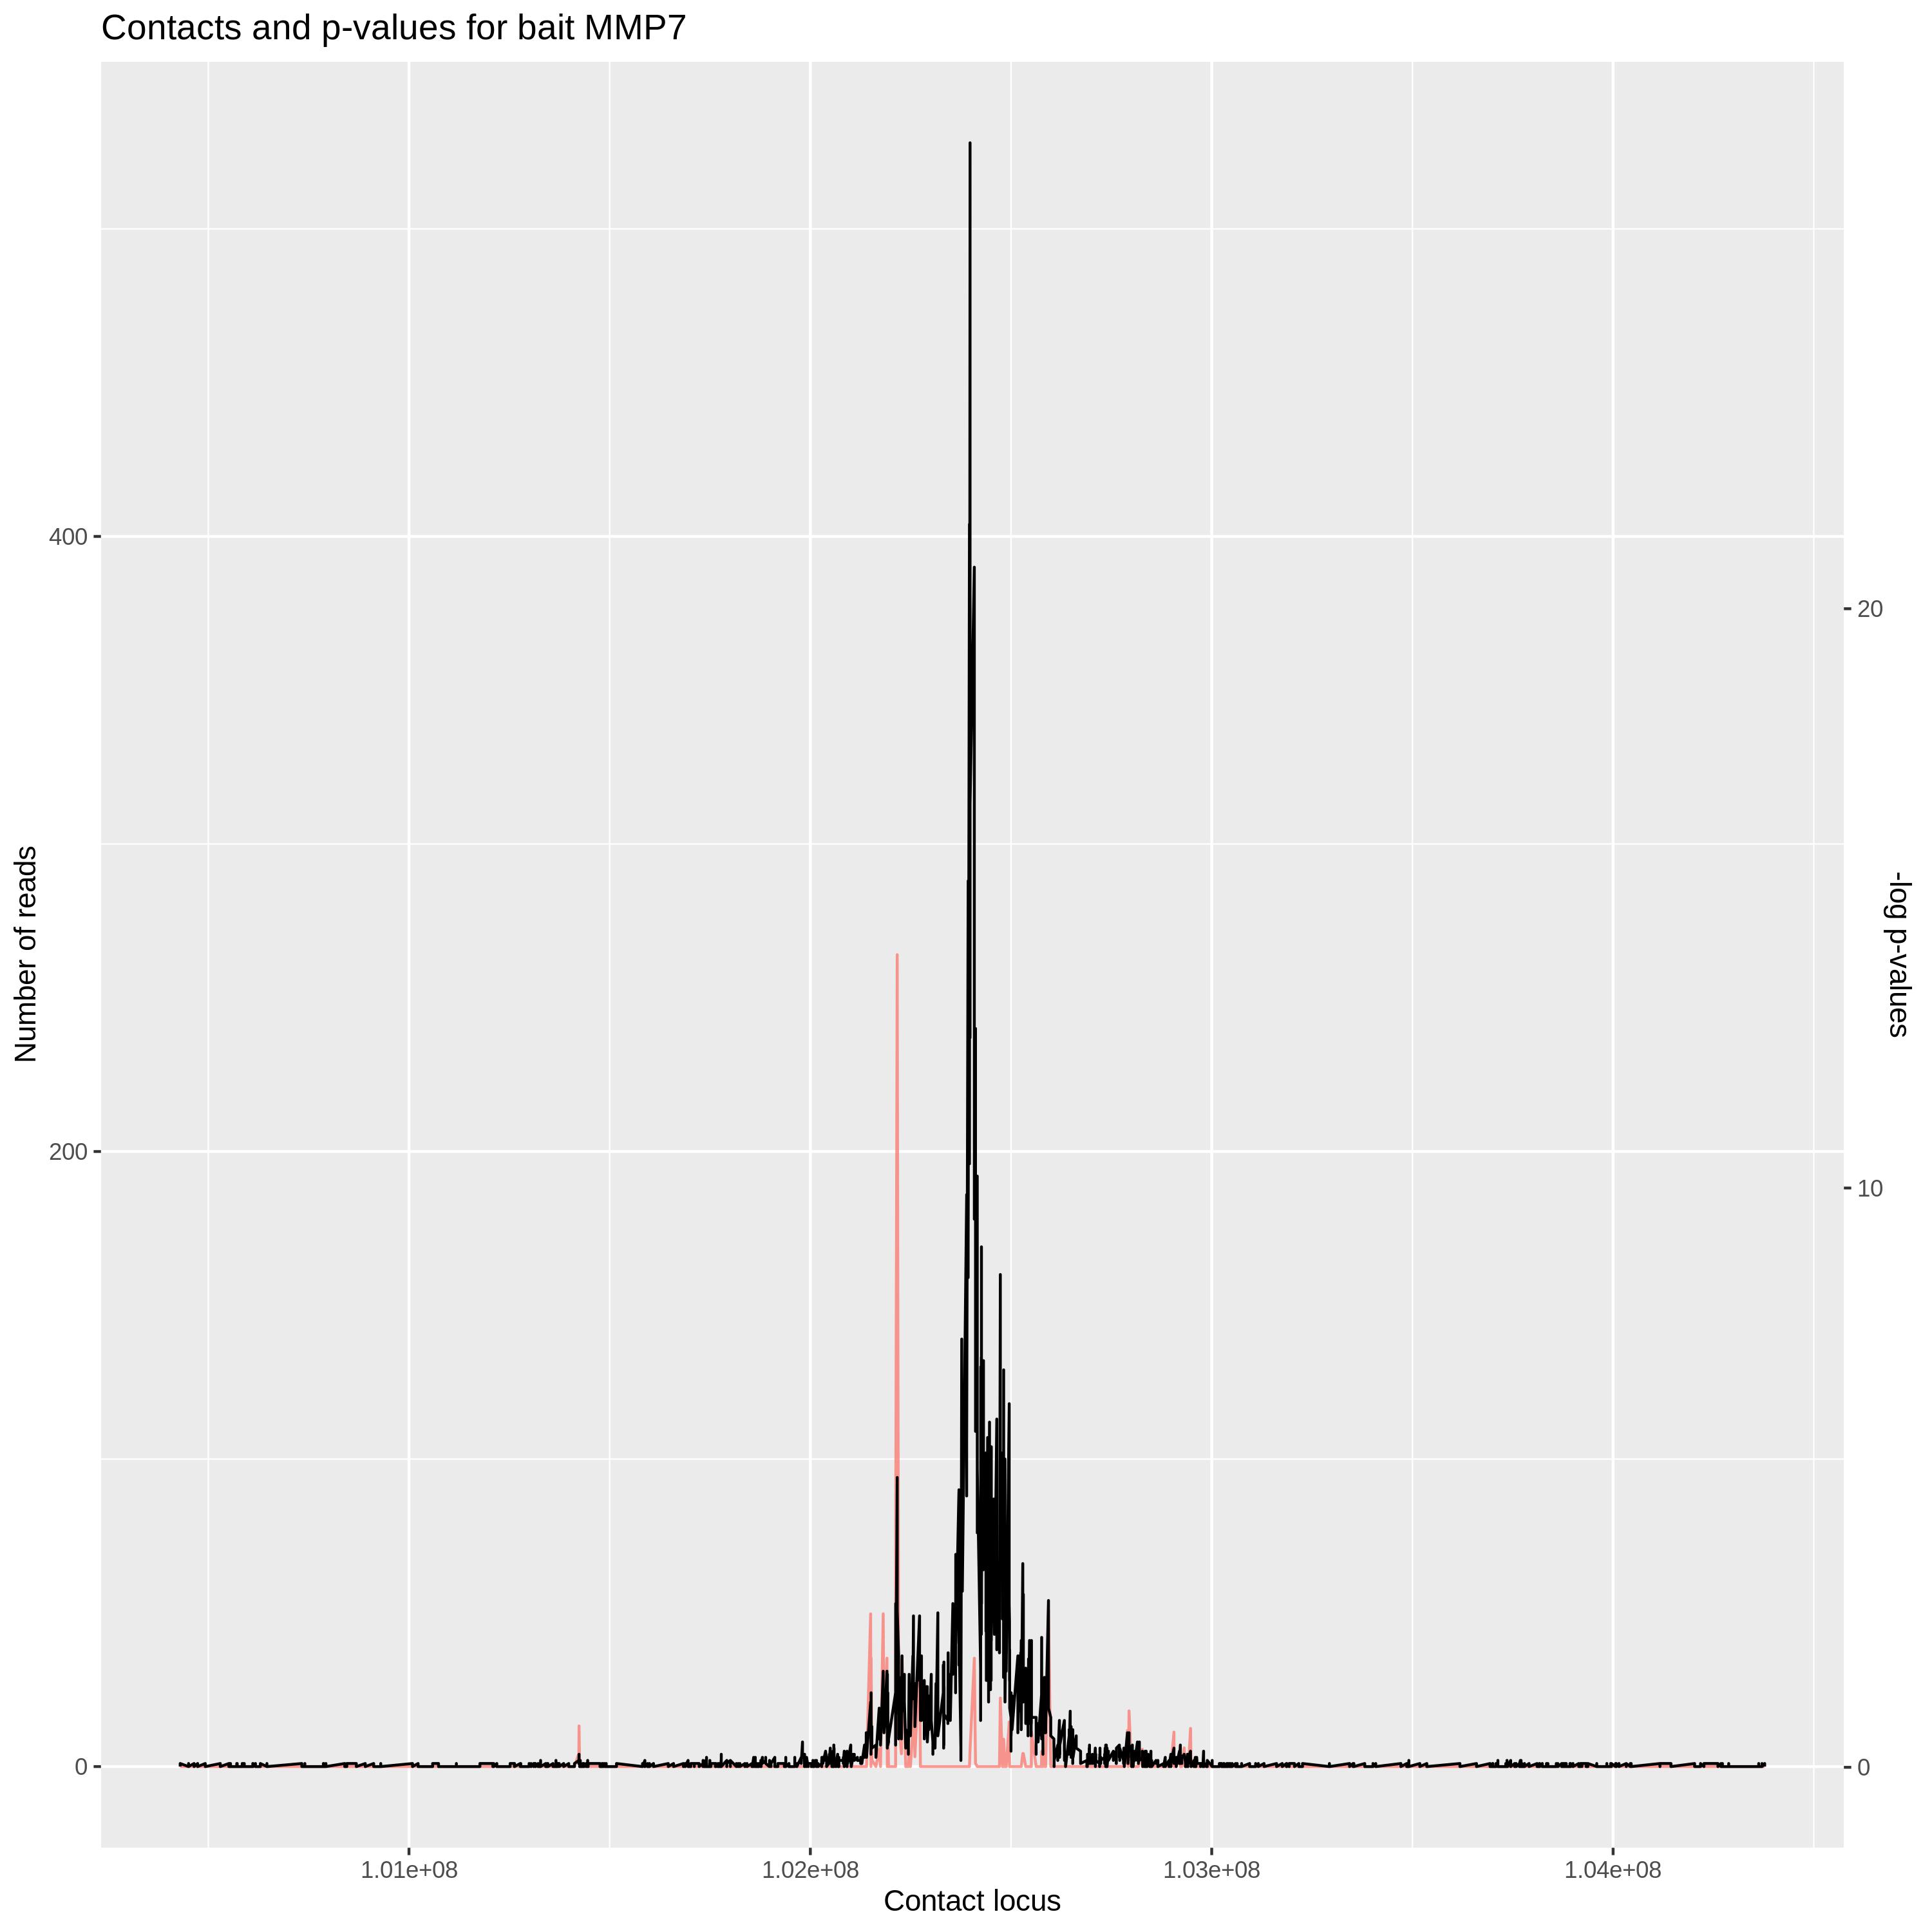 Contacts and p-values for bait MMP7
Number of reads
400
200
0
-log p-values
20
10
0
1.01e+08 1.02e+08 1.03e+08 1.04e+08
Contact locus